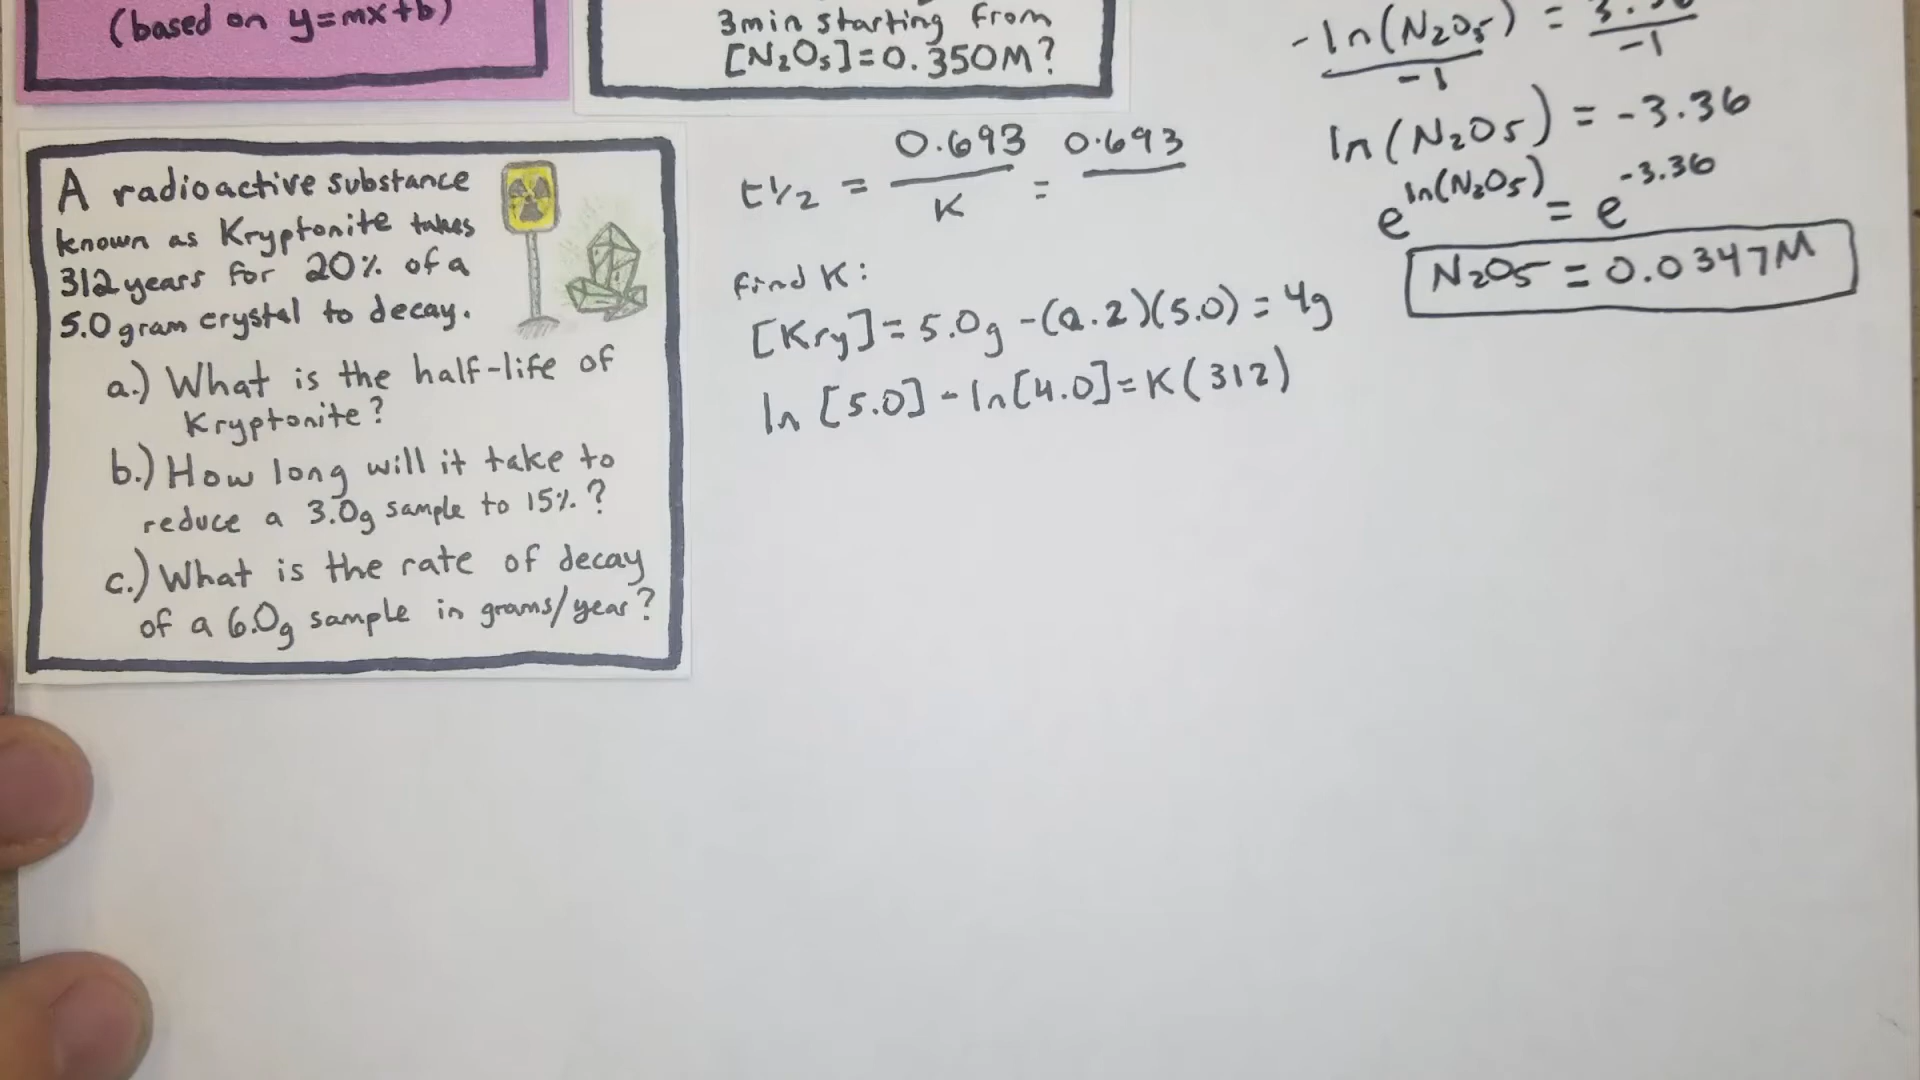 (based on y=mx+b)
3min starting from
[N₂O₅]=0.350M?
A radioactive substance
known as Kryptonite takes
312 years for 20% of a
5.0 gram crystal to decay.
a.) What is the half-life of
Kryptonite?
b.) How long will it take to
reduce a 3.0g sample to 15%?
c.) What is the rate of decay
of a 6.0g sample in grams/year?
t½ = 0.693/K = 0.693
find K:
[Kry] = 5.0g -(0.2)(5.0) = 4g
ln [5.0] - ln[4.0] = K(312)
-ln(N₂O₅)/-1 = 3.36/-1
ln(N₂O₅) = -3.36
e^ln(N₂O₅) = e^-3.36
N₂O₅ = 0.0347M